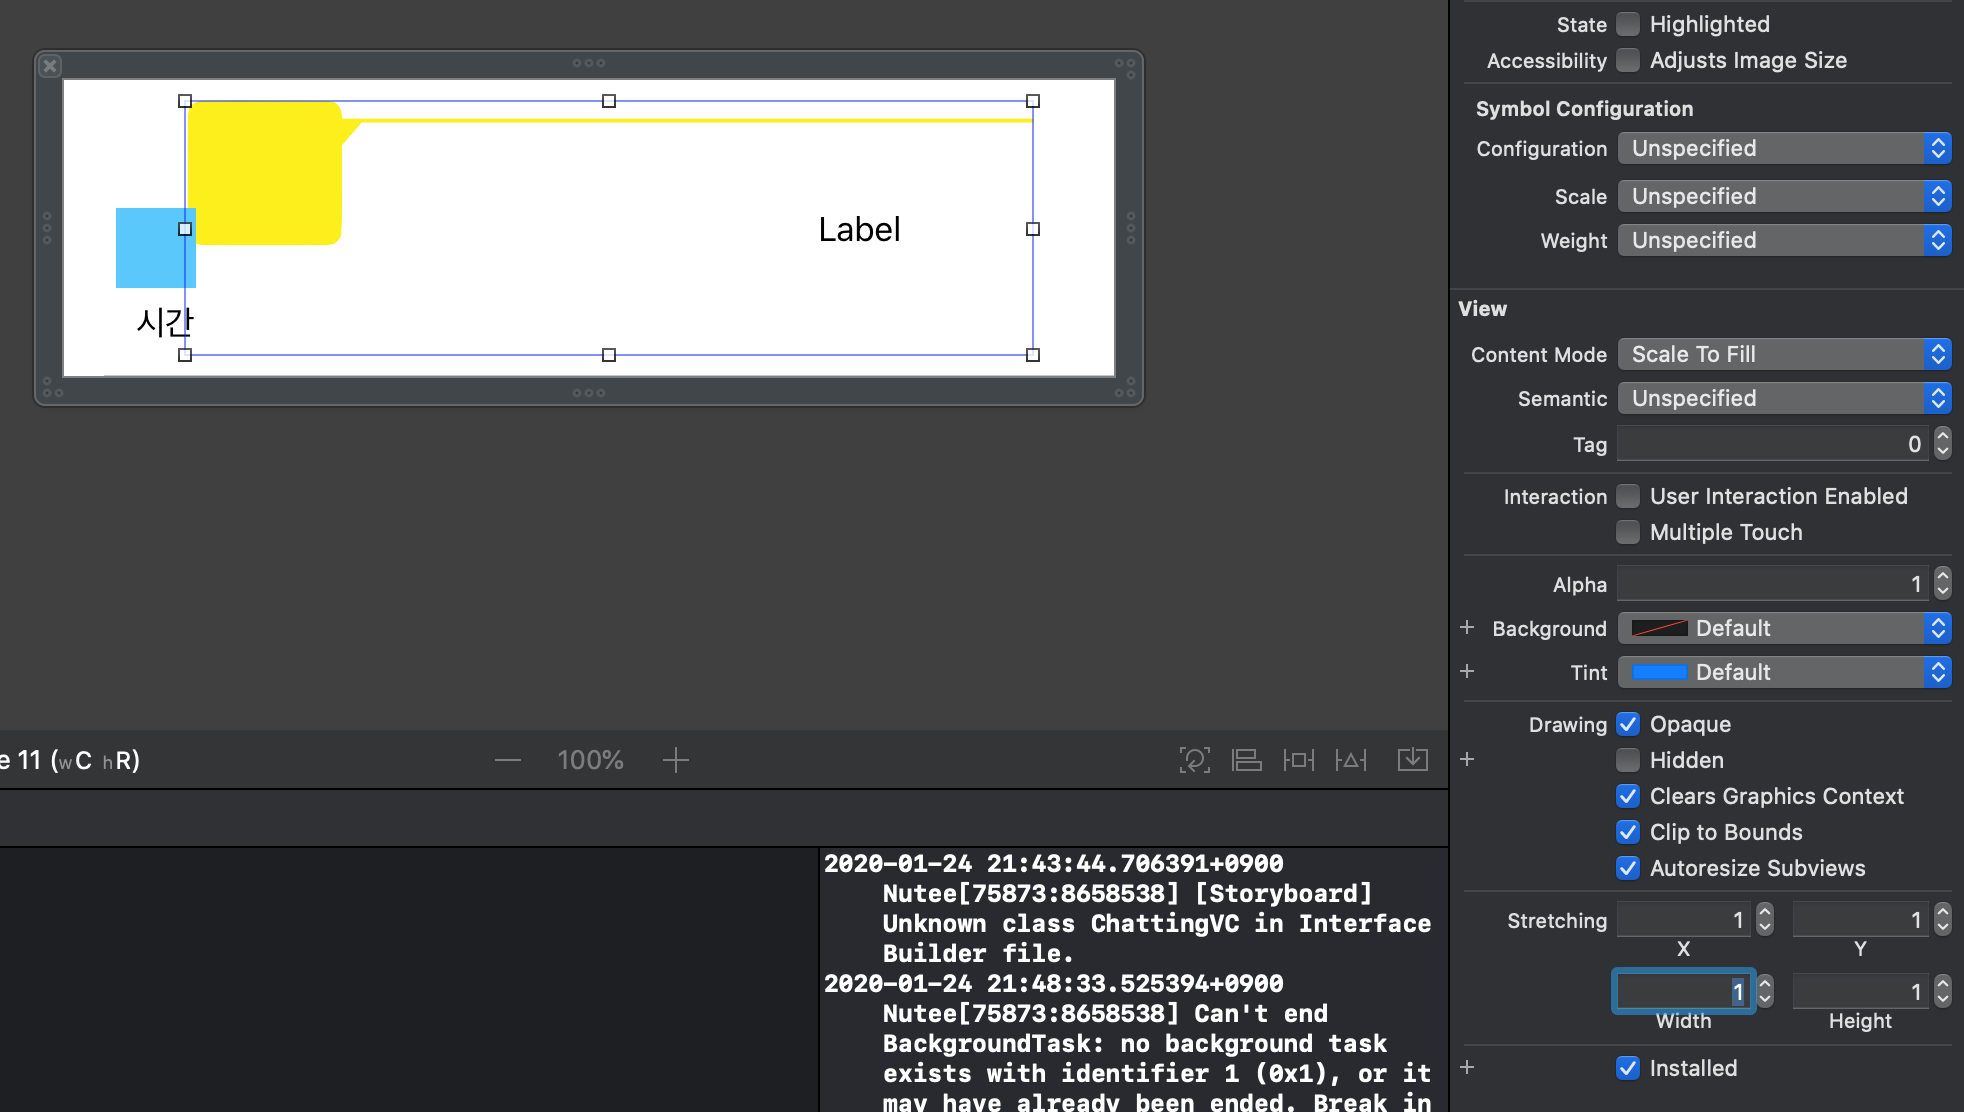 State Highlighted
Accessibility Adjusts Image Size
Symbol Configuration
Configuration Unspecified
Scale Unspecified
Weight Unspecified
View
Content Mode Scale To Fill
Semantic Unspecified
Tag 0
Interaction User Interaction Enabled
Multiple Touch
Alpha 1
Background Default
Tint Default
Drawing Opaque
Hidden
Clears Graphics Context
Clip to Bounds
Autoresize Subviews
Stretching 1 1
X Y
1 1
Width Height
Installed
Label
시간
e 11 (wC hR)
100%
2020-01-24 21:43:44.706391+0900
Nutee[75873:8658538] [Storyboard]
Unknown class ChattingVC in Interface
Builder file.
2020-01-24 21:48:33.525394+0900
Nutee[75873:8658538] Can't end
BackgroundTask: no background task
exists with identifier 1 (0x1), or it
may have already been ended. Break in